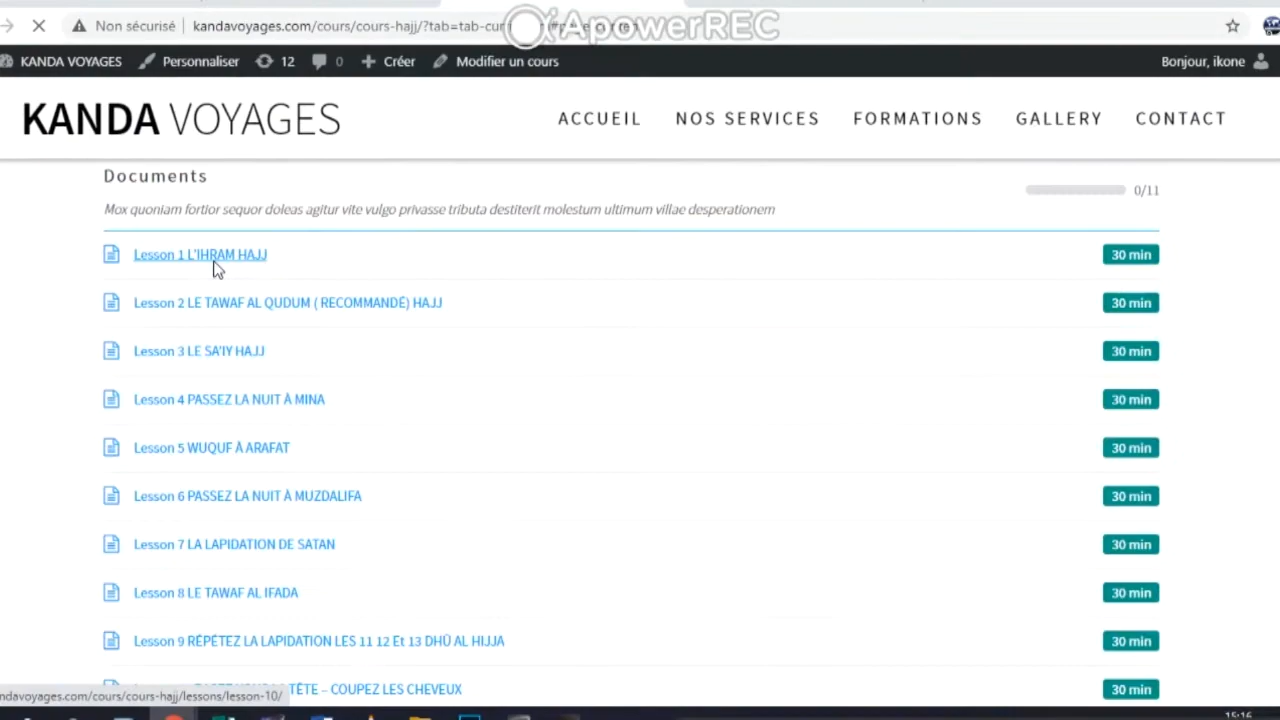 Non sécurisé | kandavoyages.com/cours/cours-hajj/?tab=tab-cur
ApowerREC
KANDA VOYAGES Personnaliser 12 0 Créer Modifier un cours Bonjour, ikone
KANDA VOYAGES
ACCUEIL NOS SERVICES FORMATIONS GALLERY CONTACT
Documents
0/11
Mox quoniam fortior sequor doleas agitur vite vulgo privasse tributa destiterit molestum ultimum villae desperationem
Lesson 1 L'IHRAM HAJJ 30 min
Lesson 2 LE TAWAF AL QUDUM ( RECOMMANDÉ) HAJJ 30 min
Lesson 3 LE SA'IY HAJJ 30 min
Lesson 4 PASSEZ LA NUIT À MINA 30 min
Lesson 5 WUQUF À ARAFAT 30 min
Lesson 6 PASSEZ LA NUIT À MUZDALIFA 30 min
Lesson 7 LA LAPIDATION DE SATAN 30 min
Lesson 8 LE TAWAF AL IFADA 30 min
Lesson 9 RÉPÉTEZ LA LAPIDATION LES 11 12 Et 13 DHÛ AL HIJJA 30 min
TÊTE – COUPEZ LES CHEVEUX 30 min
ndavoyages.com/cours/cours-hajj/lessons/lesson-10/
15:16